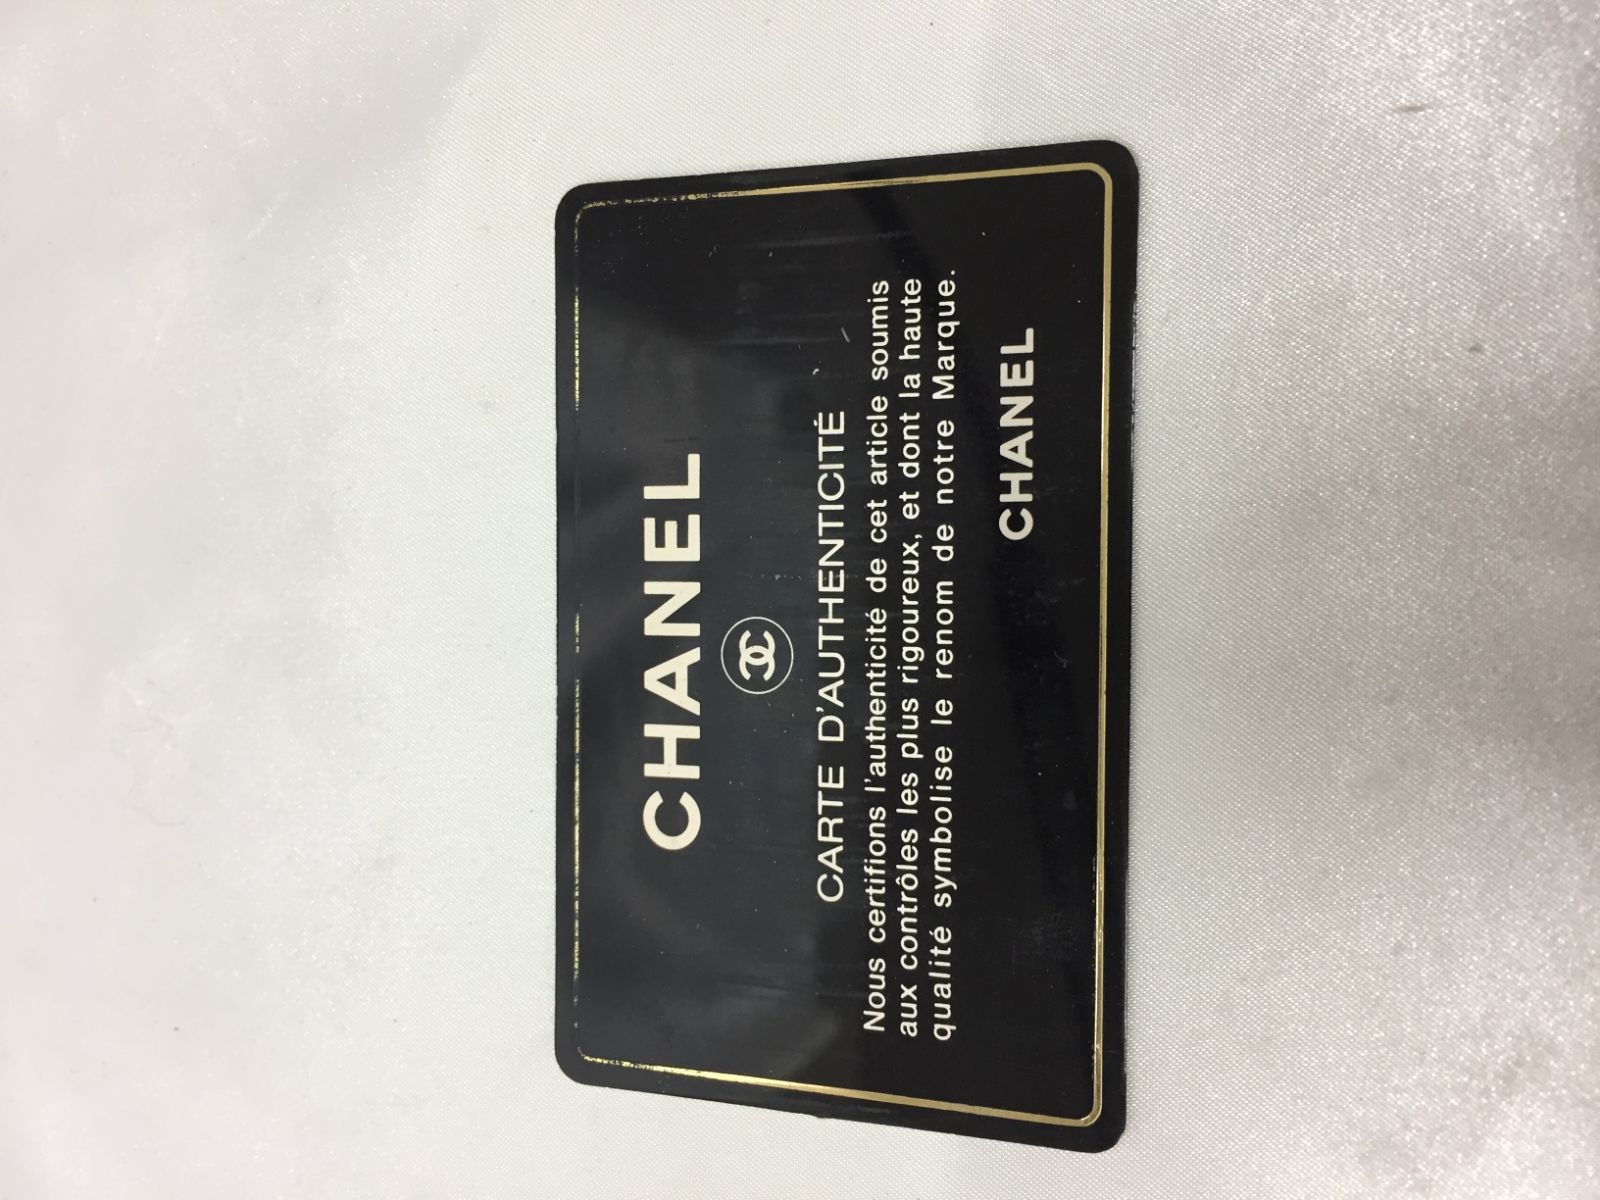 CHANEL
CARTE D'AUTHENTICITÉ
Nous certifions l'authenticité de cet article soumis
aux contrôles les plus rigoureux, et dont la haute
qualité symbolise le renom de notre Marque.
CHANEL